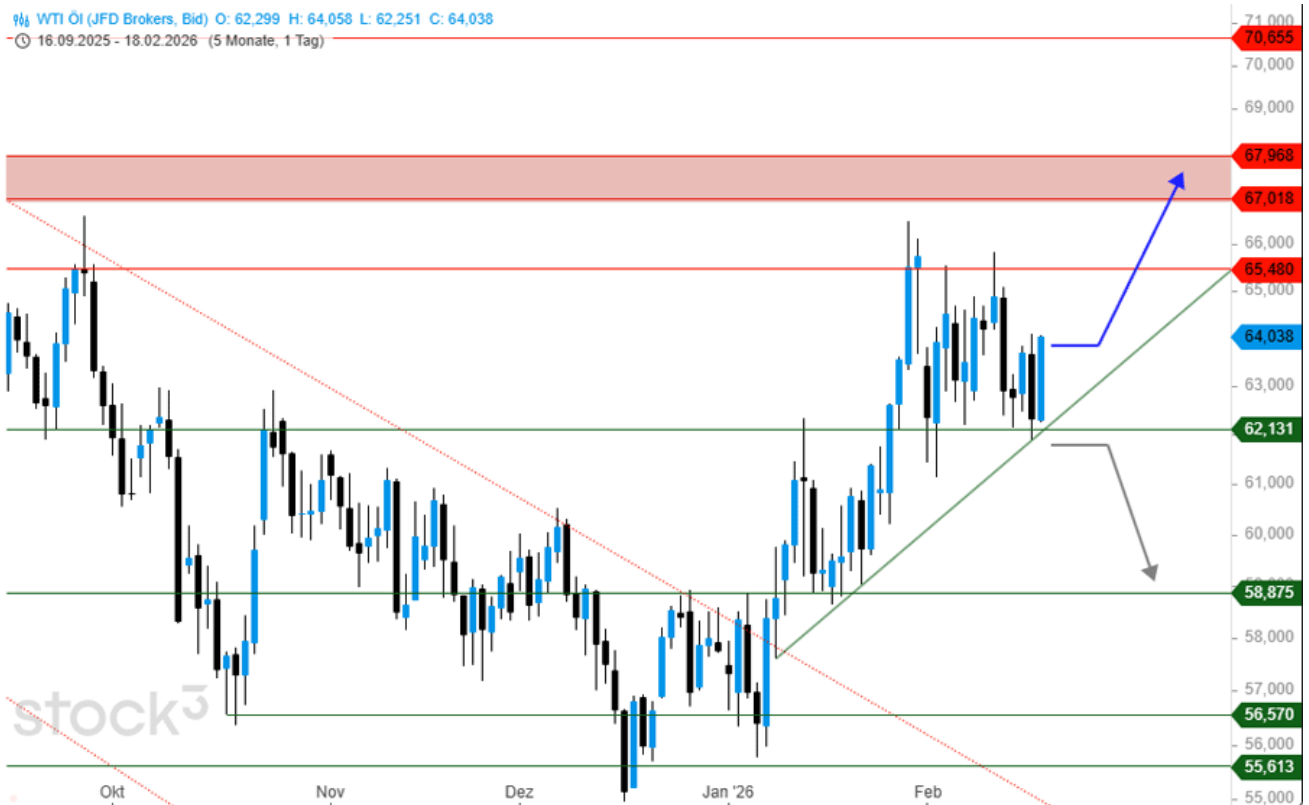 WTI Öl (JFD Brokers, Bid) O: 62,299 H: 64,058 L: 62,251 C: 64,038
16.09.2025 - 18.02.2026 (5 Monate, 1 Tag)
71,000
70,655
70,000
69,000
67,968
67,018
66,000
65,480
65,000
64,038
63,000
62,131
61,000
60,000
58,875
58,000
57,000
56,570
56,000
55,613
55,000
stock3
Okt
Nov
Dez
Jan '26
Feb